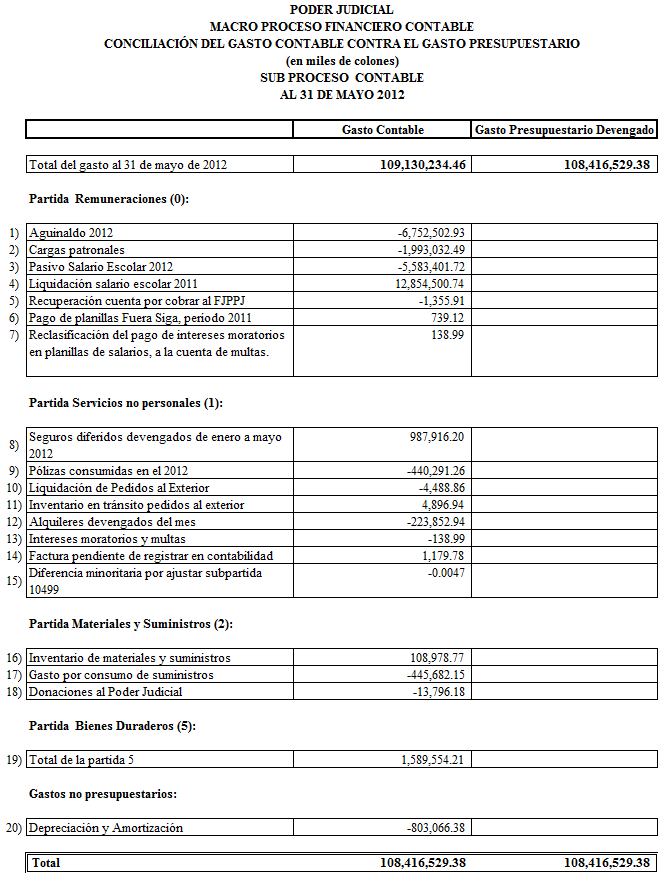 PODER JUDICIAL
MACRO PROCESO FINANCIERO CONTABLE
CONCILIACIÓN DEL GASTO CONTABLE CONTRA EL GASTO PRESUPUESTARIO
(en miles de colones)
SUB PROCESO CONTABLE
AL 31 DE MAYO 2012
Gasto Contable Gasto Presupuestario Devengado
Total del gasto al 31 de mayo de 2012 109,130,234.46 108,416,529.38
Partida Remuneraciones (0):
1) Aguinaldo 2012 -6,752,502.93
2) Cargas patronales -1,993,032.49
3) Pasivo Salario Escolar 2012 -5,583,401.72
4) Liquidación salario escolar 2011 12,854,500.74
5) Recuperación cuenta por cobrar al FJPPJ -1,355.91
6) Pago de planillas Fuera Siga, periodo 2011 739.12
7) Reclasificación del pago de intereses moratorios 138.99
en planillas de salarios, a la cuenta de multas.
Partida Servicios no personales (1):
8) Seguros diferidos devengados de enero a mayo 987,916.20
2012
9) Pólizas consumidas en el 2012 -440,291.26
10) Liquidación de Pedidos al Exterior -4,488.86
11) Inventario en tránsito pedidos al exterior 4,896.94
12) Alquileres devengados del mes -223,852.94
13) Intereses moratorios y multas -138.99
14) Factura pendiente de registrar en contabilidad 1,179.78
15) Diferencia minoritaria por ajustar subpartida -0.0047
10499
Partida Materiales y Suministros (2):
16) Inventario de materiales y suministros 108,978.77
17) Gasto por consumo de suministros -445,682.15
18) Donaciones al Poder Judicial -13,796.18
Partida Bienes Duraderos (5):
19) Total de la partida 5 1,589,554.21
Gastos no presupuestarios:
20) Depreciación y Amortización -803,066.38
Total 108,416,529.38 108,416,529.38